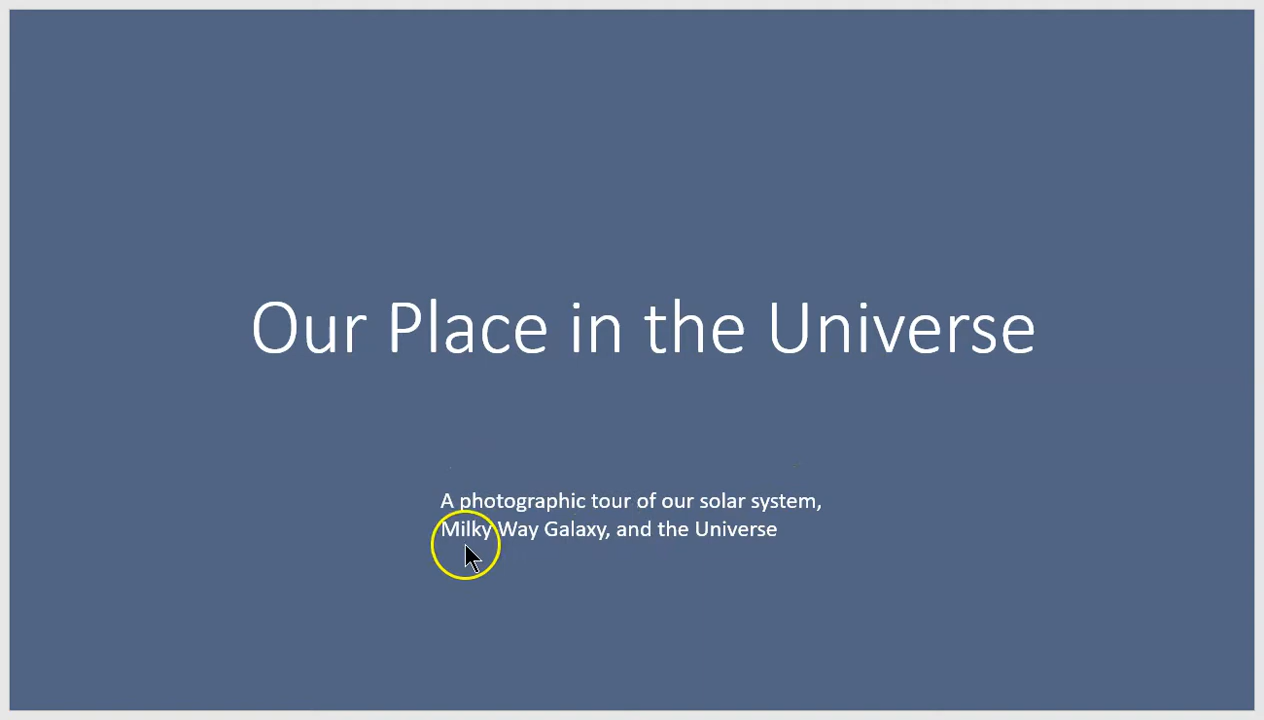 Our Place in the Universe
A photographic tour of our solar system,
Milky Way Galaxy, and the Universe